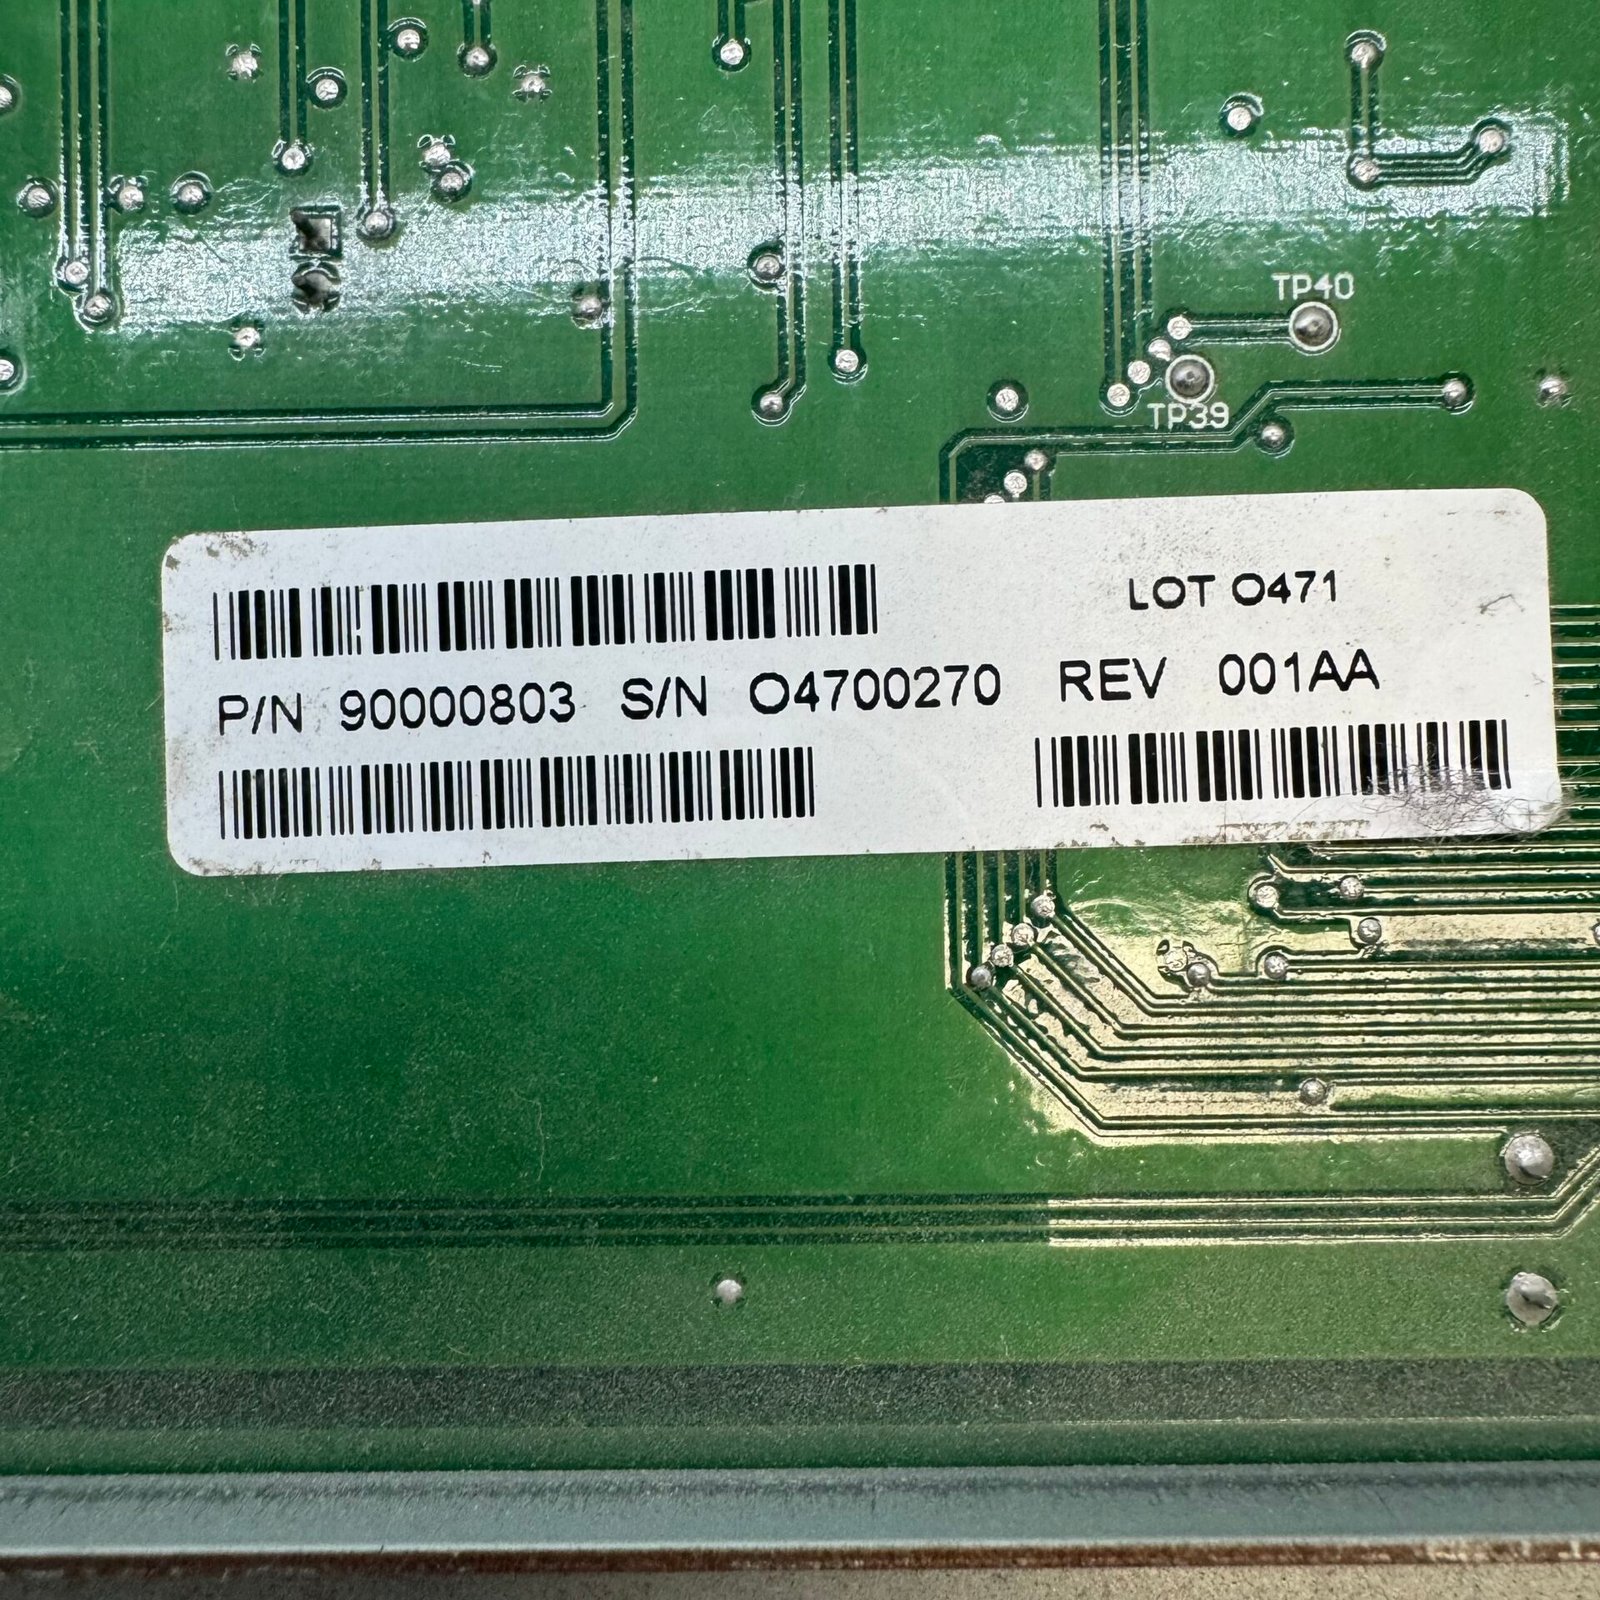 TP40
TP39
LOT O471
P/N 90000803 S/N O4700270 REV 001AA